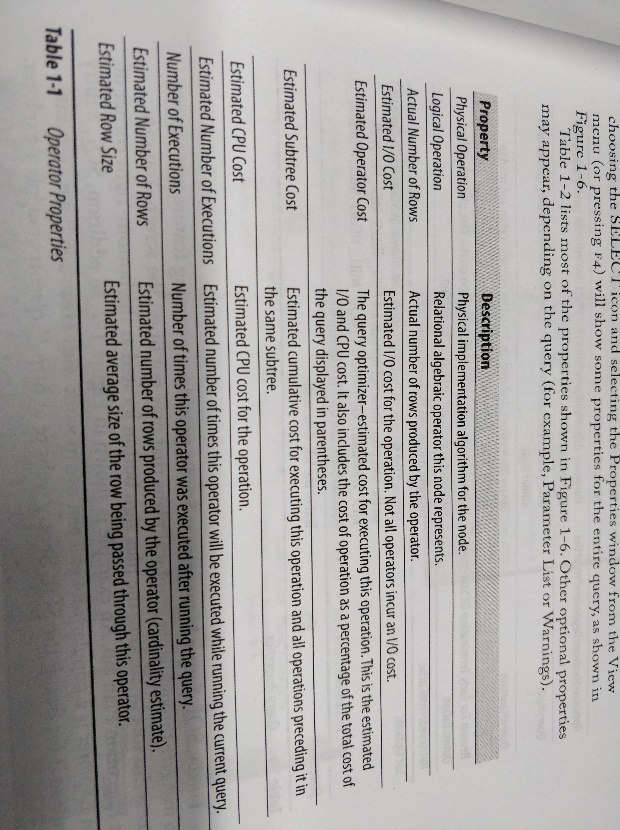 choosing the SELECT icon and selecting the Properties window from the View
menu (or pressing F4) will show some properties for the entire query, as shown in
Figure 1-6.
Table 1-2 lists most of the properties shown in Figure 1-6. Other optional properties
may appear, depending on the query (for example, Parameter List or Warnings).
Property Description
Physical Operation Physical implementation algorithm for the node.
Logical Operation Relational algebraic operator this node represents.
Actual Number of Rows Actual number of rows produced by the operator.
Estimated I/O Cost Estimated I/O cost for the operation. Not all operators incur an I/O cost.
Estimated Operator Cost The query optimizer–estimated cost for executing this operation. This is the estimated
I/O and CPU cost. It also includes the cost of operation as a percentage of the total cost of
the query displayed in parentheses.
Estimated Subtree Cost Estimated cumulative cost for executing this operation and all operations preceding it in
the same subtree.
Estimated CPU Cost Estimated CPU cost for the operation.
Estimated Number of Executions Estimated number of times this operator will be executed while running the current query.
Number of Executions Number of times this operator was executed after running the query.
Estimated Number of Rows Estimated number of rows produced by the operator (cardinality estimate).
Estimated Row Size Estimated average size of the row being passed through this operator.
Table 1-1 Operator Properties